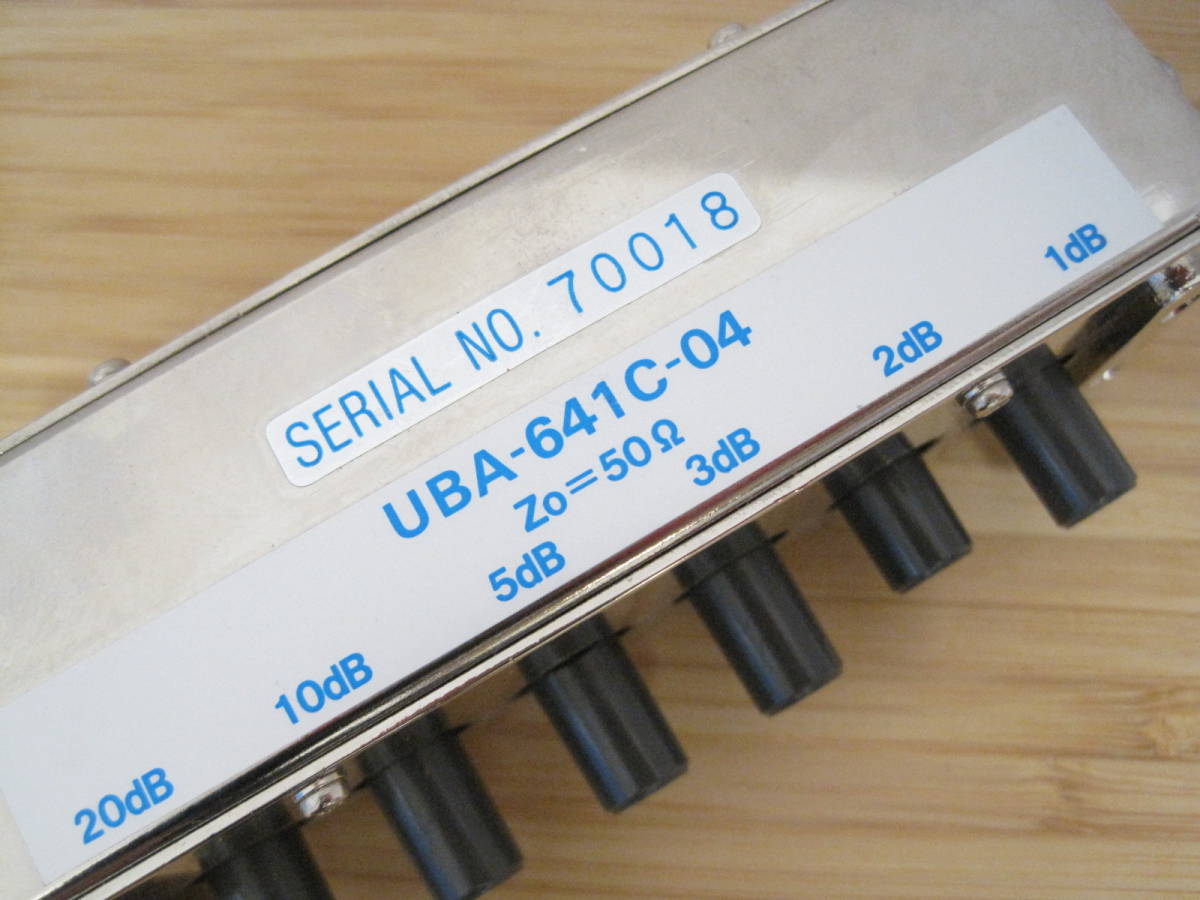 SERIAL NO. 70018
UBA-641C-04
Zo=50Ω
20dB 10dB 5dB 3dB 2dB 1dB